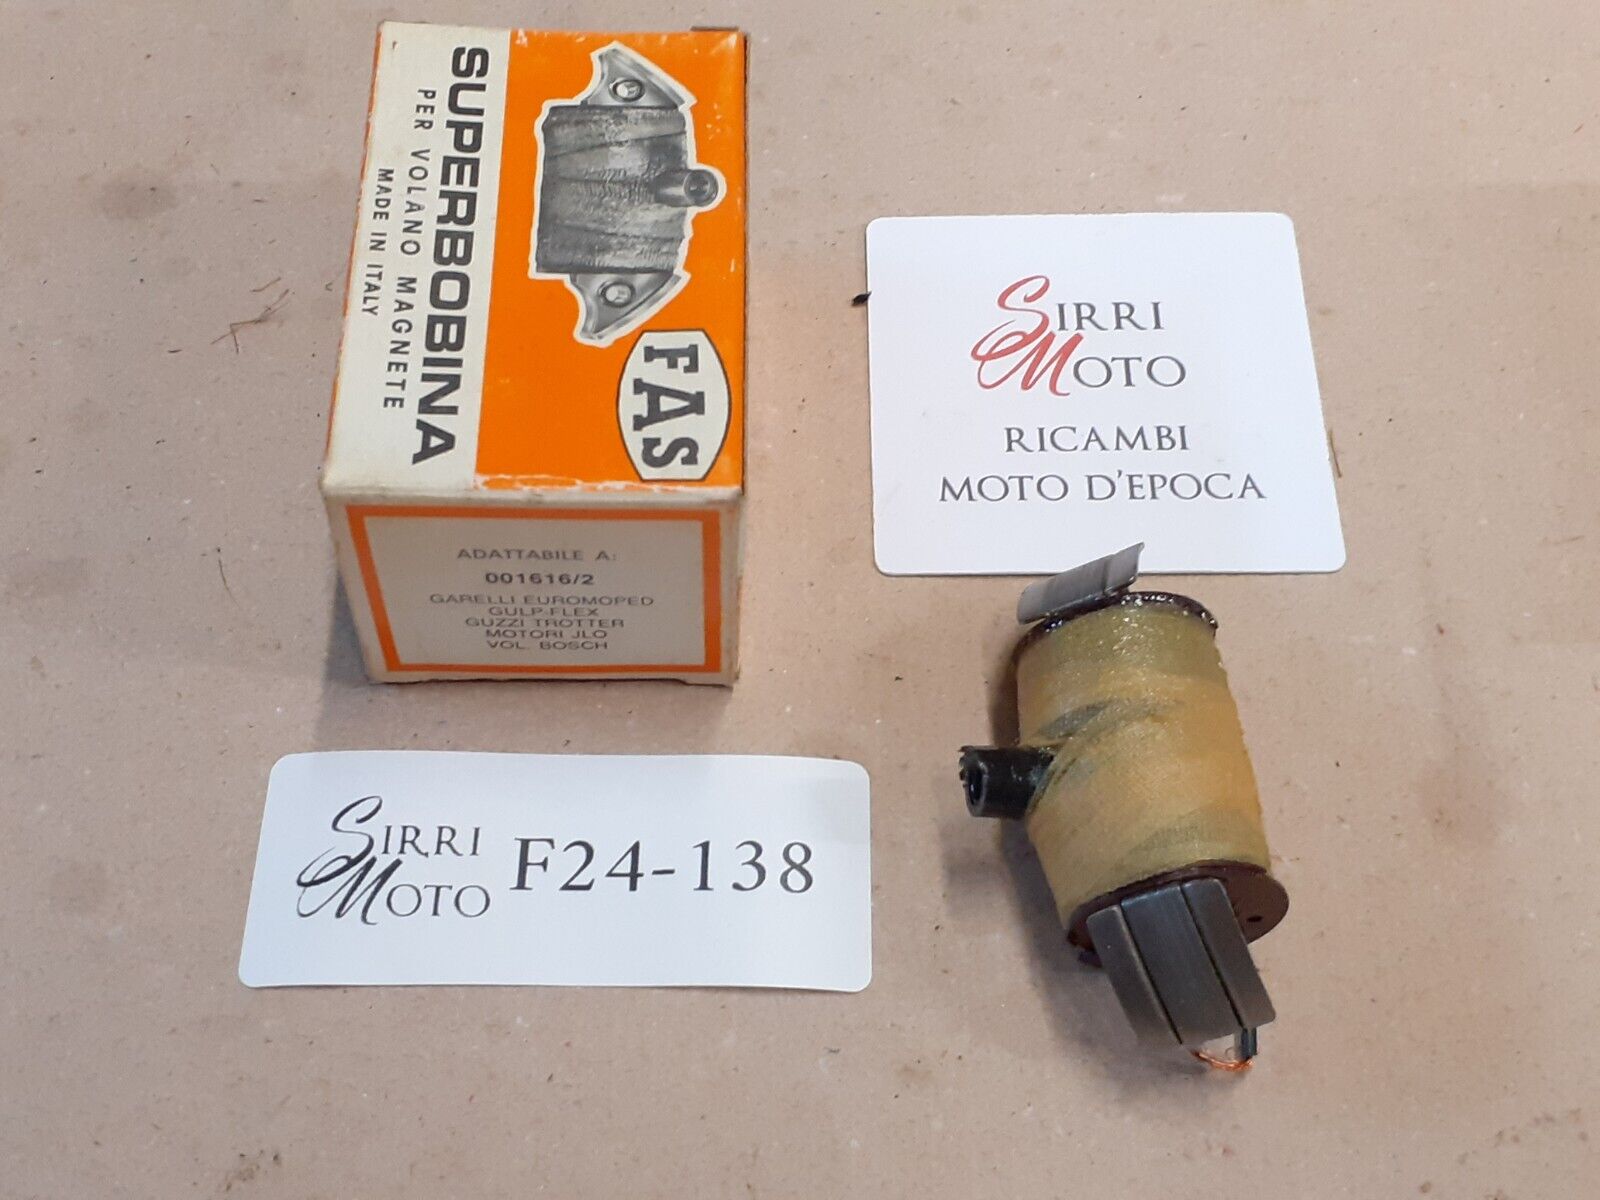 SUPERBOBINA
PER VOLANO MAGNETE
MADE IN ITALY
FAS
ADATTABILE A:
001616/2
GARELLI EUROMOPED
GULP-FLEX
GUZZI TROTTER
MOTORI JLO
VOL. BOSCH
SIRRI
MOTO
RICAMBI
MOTO D'EPOCA
SIRRI
MOTO
F24-138